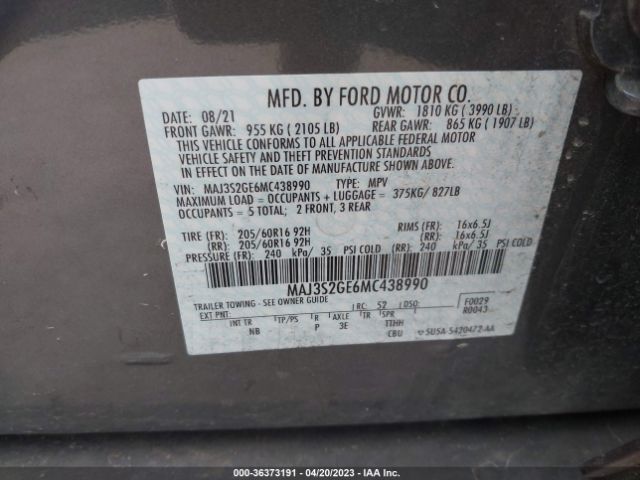 MFD. BY FORD MOTOR CO.
DATE: 08/21 GVWR: 1810 KG ( 3990 LB)
FRONT GAWR: 955 KG ( 2105 LB) REAR GAWR: 865 KG ( 1907 LB)
THIS VEHICLE CONFORMS TO ALL APPLICABLE FEDERAL MOTOR
VEHICLE SAFETY AND THEFT PREVENTION STANDARDS
IN EFFECT ON THE DATE OF MANUFACTURE SHOWN ABOVE.
VIN: MAJ3S2GE6MC438990 TYPE: MPV
MAXIMUM LOAD = OCCUPANTS + LUGGAGE = 375KG/ 827LB
OCCUPANTS = 5 TOTAL; 2 FRONT, 3 REAR
TIRE (FR): 205/60R16 92H RIMS (FR): 16x6.5J
(RR): 205/60R16 92H (RR): 16x6.5J
PRESSURE (FR): 240 kPa/ 35 PSI COLD (RR): 240 kPa/ 35 PSI COLD
MAJ3S2GE6MC438990
TRAILER TOWING - SEE OWNER GUIDE
EXT PNT: RC: 52 DSO: F0029
R0043
INT TR TP/PS R AXLE TR SPR
NB P 3E TTHH
CBU 5U5A-5420472-AA
00-36373191 - 04/20/2023 - IAA Inc.